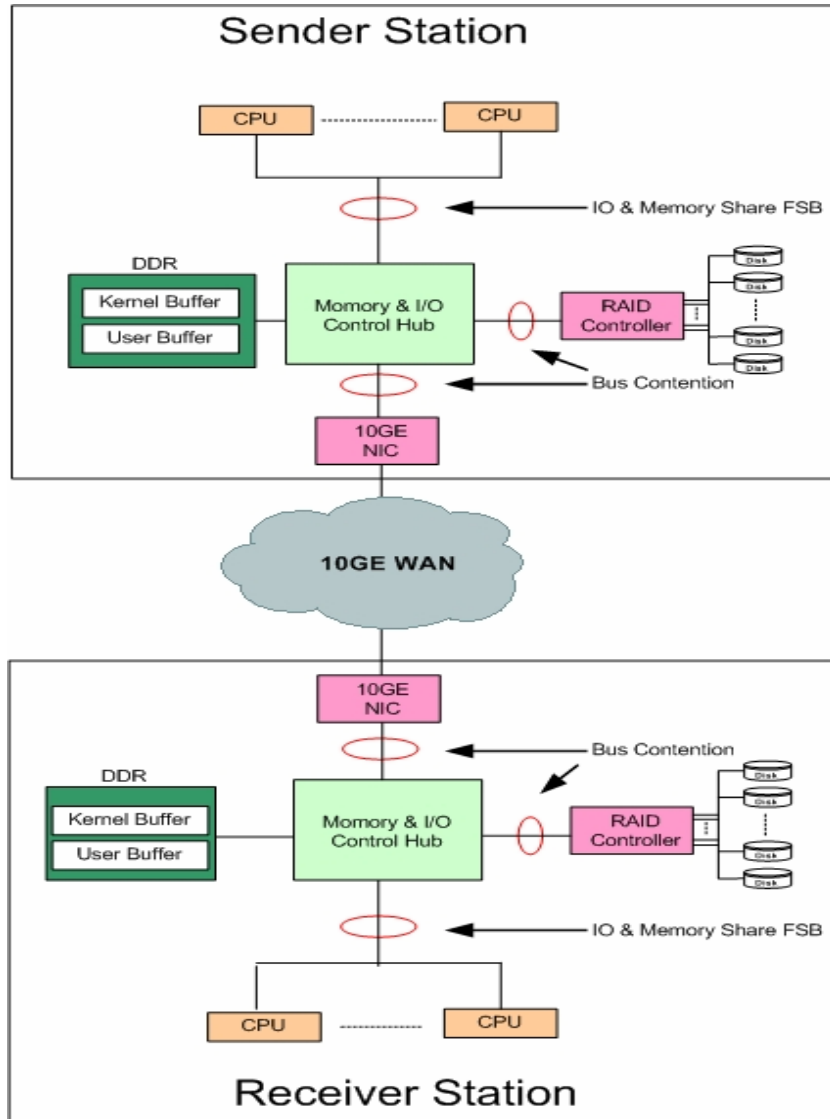 Sender Station
CPU
CPU
IO & Memory Share FSB
DDR
Kernel Buffer
User Buffer
Momory & I/O
Control Hub
RAID
Controller
Disk
Disk
Disk
Disk
Bus Contention
10GE
NIC
10GE WAN
10GE
NIC
Bus Contention
DDR
Kernel Buffer
User Buffer
Momory & I/O
Control Hub
RAID
Controller
Disk
Disk
Disk
Disk
IO & Memory Share FSB
CPU
CPU
Receiver Station